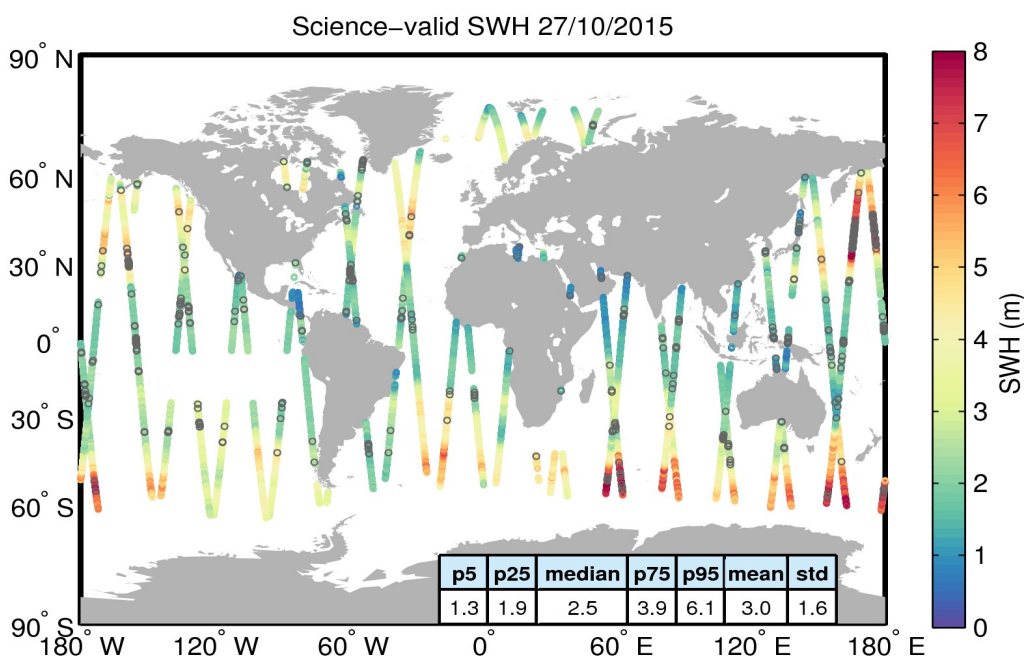 Science−valid SWH 27/10/2015
90° N
60° N
30° N
0°
30° S
60° S
90° S
180° W
120° W
60° W
0°
60° E
120° E
180° E
p5 p25 median p75 p95 mean std
1.3 1.9 2.5 3.9 6.1 3.0 1.6
8
7
6
5
4
3
2
1
0
SWH (m)